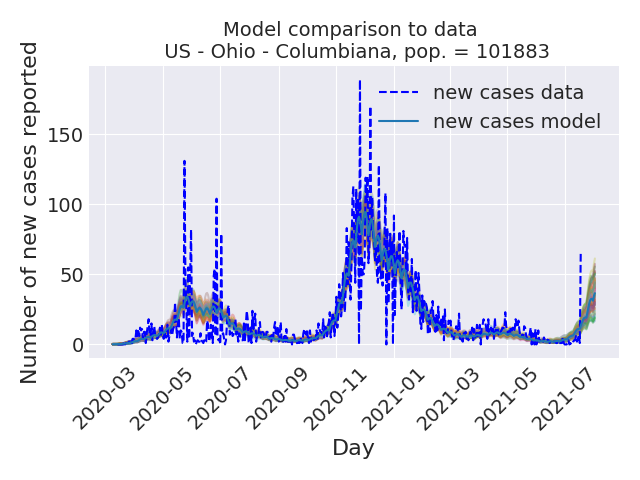 Model comparison to data
US - Ohio - Columbiana, pop. = 101883
Number of new cases reported
150
100
50
0
new cases data
new cases model
2020-03
2020-05
2020-07
2020-09
2020-11
2021-01
2021-03
2021-05
2021-07
Day